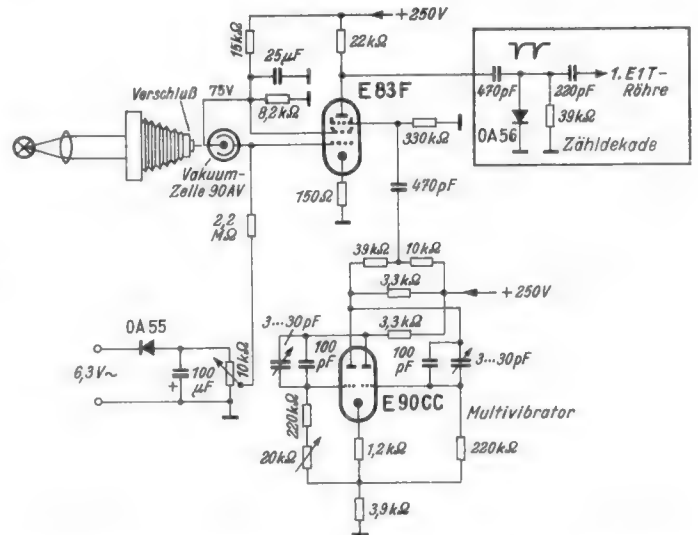 +250V
15kΩ
22kΩ
25µF
E83F
470pF
220pF
1. E1T-
Röhre
Verschluß
75V
8,2kΩ
330kΩ
0A56
39kΩ
Zähldekade
Vakuum-
Zelle 90AV
150Ω
470pF
2,2
MΩ
39kΩ
10kΩ
3,3kΩ
+250V
0A55
3...30pF
3,3kΩ
100
pF
100
pF
3...30pF
6,3V~
+
100
µF
10kΩ
E90CC
Multivibrator
220kΩ
20kΩ
1,2kΩ
220kΩ
3,9kΩ